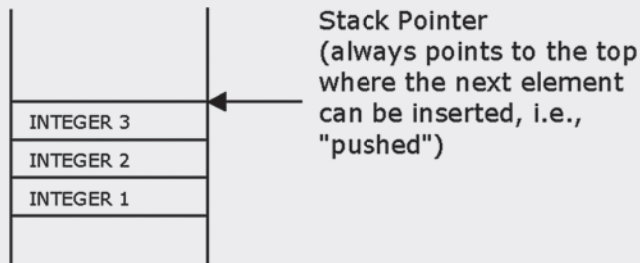 Stack Pointer
(always points to the top
where the next element
can be inserted, i.e.,
"pushed")
INTEGER 3
INTEGER 2
INTEGER 1